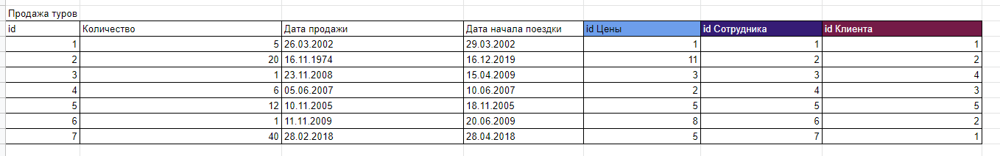 Продажа туров
id Количество Дата продажи Дата начала поездки id Цены id Сотрудника id Клиента
1 5 26.03.2002 29.03.2002 1 1 1
2 20 16.11.1974 16.12.2019 11 2 2
3 1 23.11.2008 15.04.2009 3 3 4
4 6 05.06.2007 10.06.2007 2 4 3
5 12 10.11.2005 18.11.2005 5 5 5
6 1 11.11.2009 20.06.2009 8 6 2
7 40 28.02.2018 28.04.2018 5 7 1